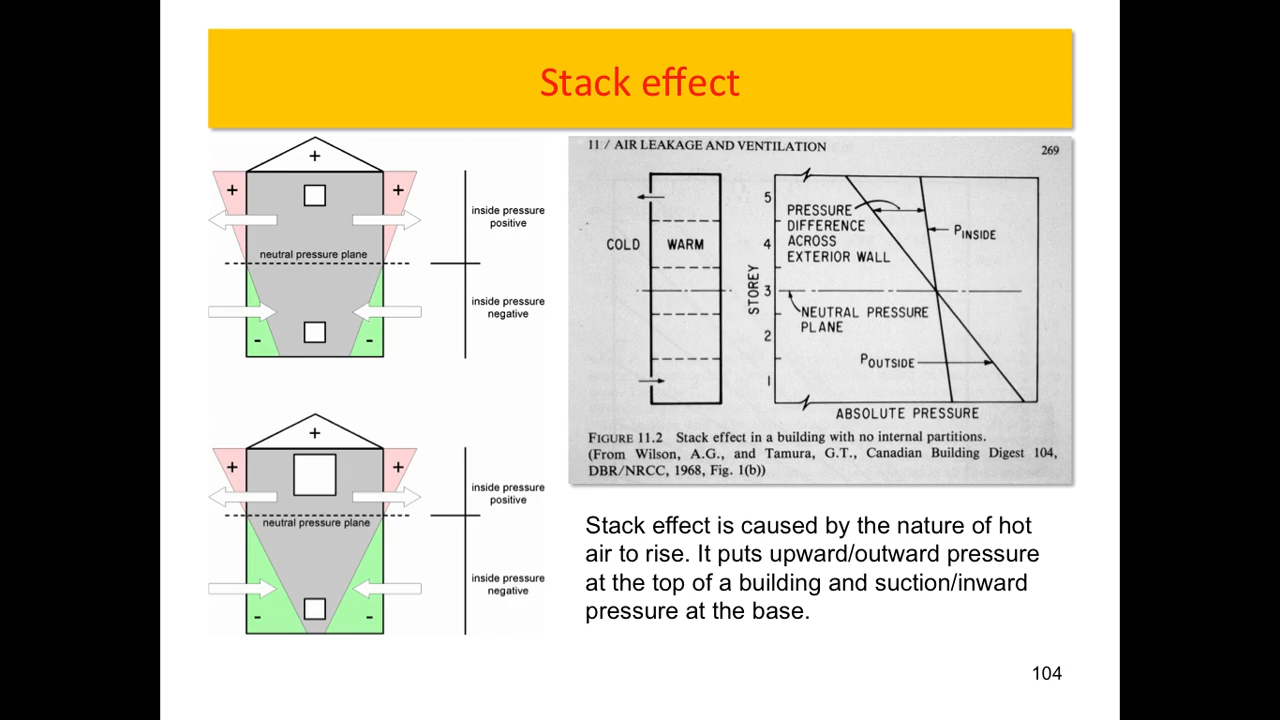 Stack effect
+
+
+
inside pressure
positive
neutral pressure plane
inside pressure
negative
-
-
+
+
+
inside pressure
positive
neutral pressure plane
inside pressure
negative
-
-
11 / AIR LEAKAGE AND VENTILATION 269
COLD
WARM
STOREY
5
4
3
2
1
PRESSURE
DIFFERENCE
ACROSS
EXTERIOR WALL
PINSIDE
NEUTRAL PRESSURE
PLANE
POUTSIDE
ABSOLUTE PRESSURE
FIGURE 11.2 Stack effect in a building with no internal partitions.
(From Wilson, A.G., and Tamura, G.T., Canadian Building Digest 104,
DBR/NRCC, 1968, Fig. 1(b))
Stack effect is caused by the nature of hot
air to rise. It puts upward/outward pressure
at the top of a building and suction/inward
pressure at the base.
104